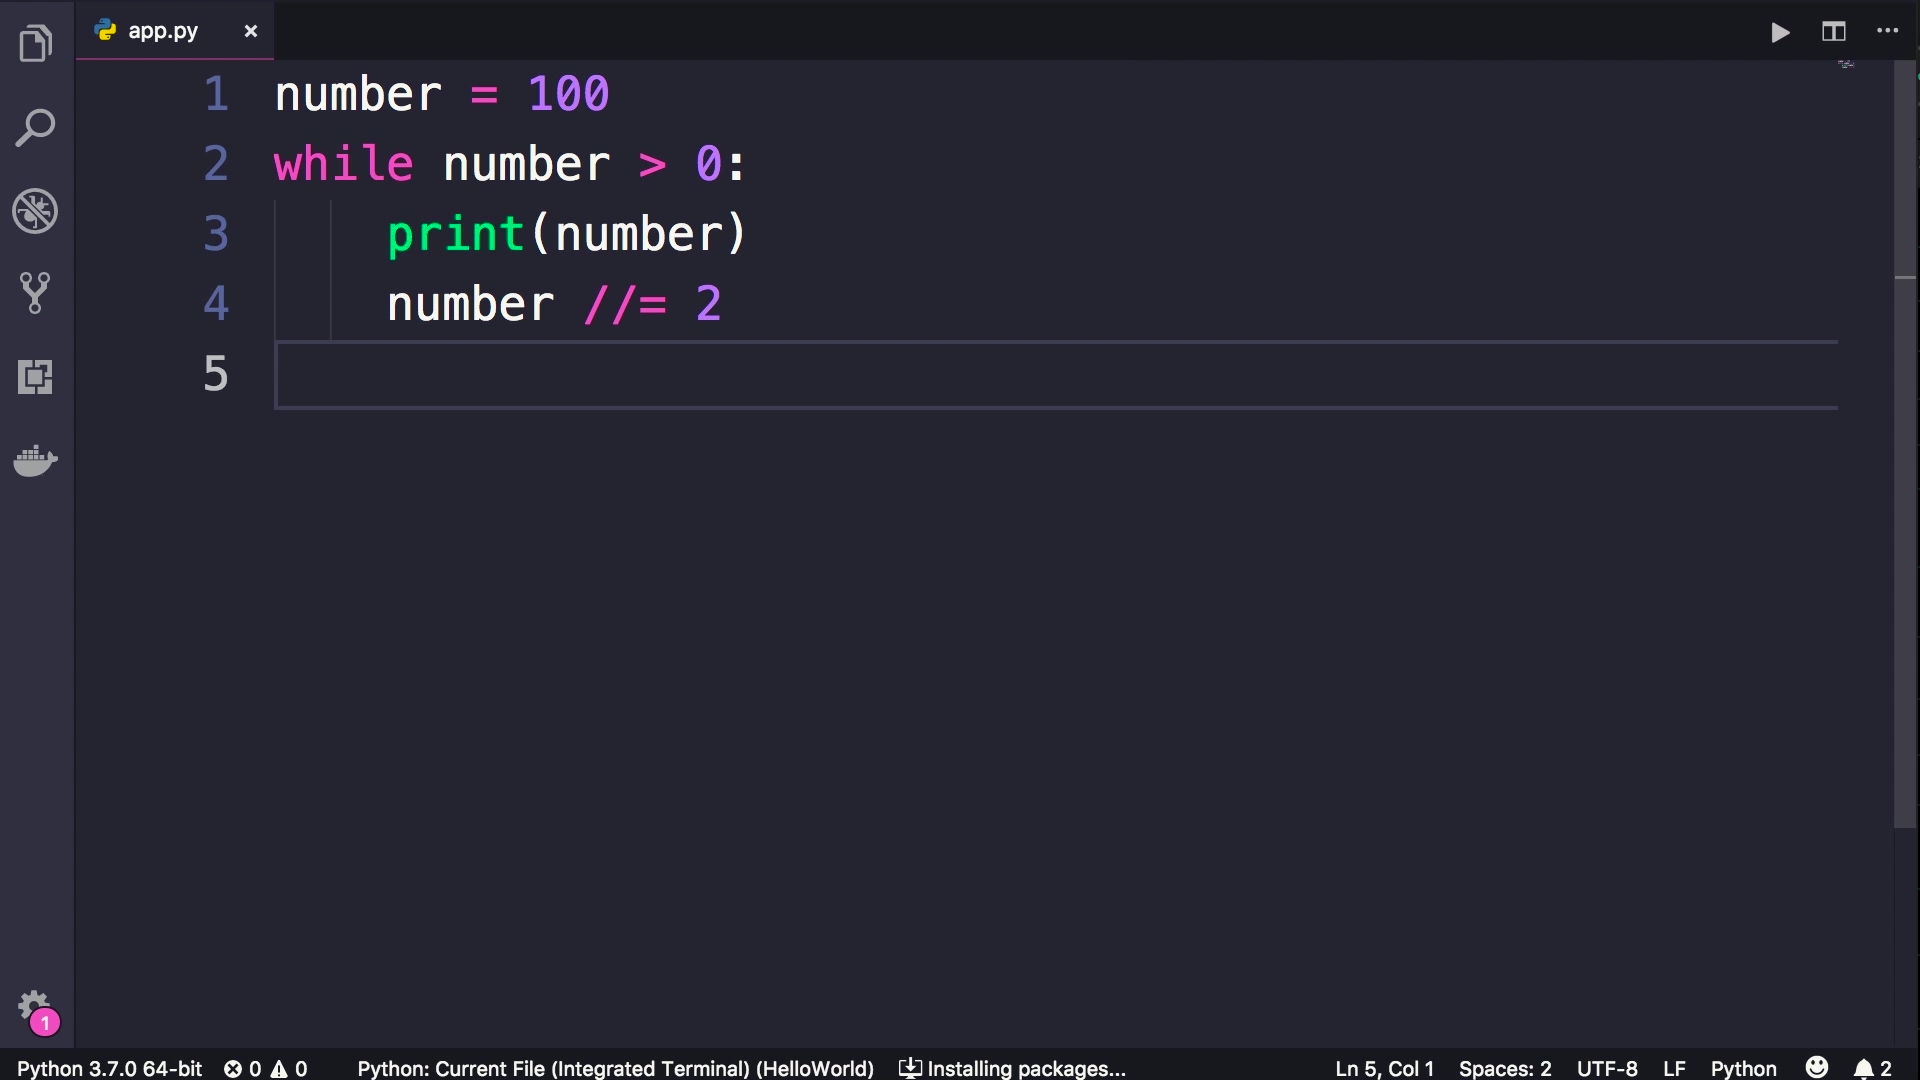 app.py ×
1 number = 100
2 while number > 0:
3     print(number)
4     number //= 2
5
1
Python 3.7.0 64-bit 0 0 Python: Current File (Integrated Terminal) (HelloWorld) Installing packages... Ln 5, Col 1 Spaces: 2 UTF-8 LF Python 2